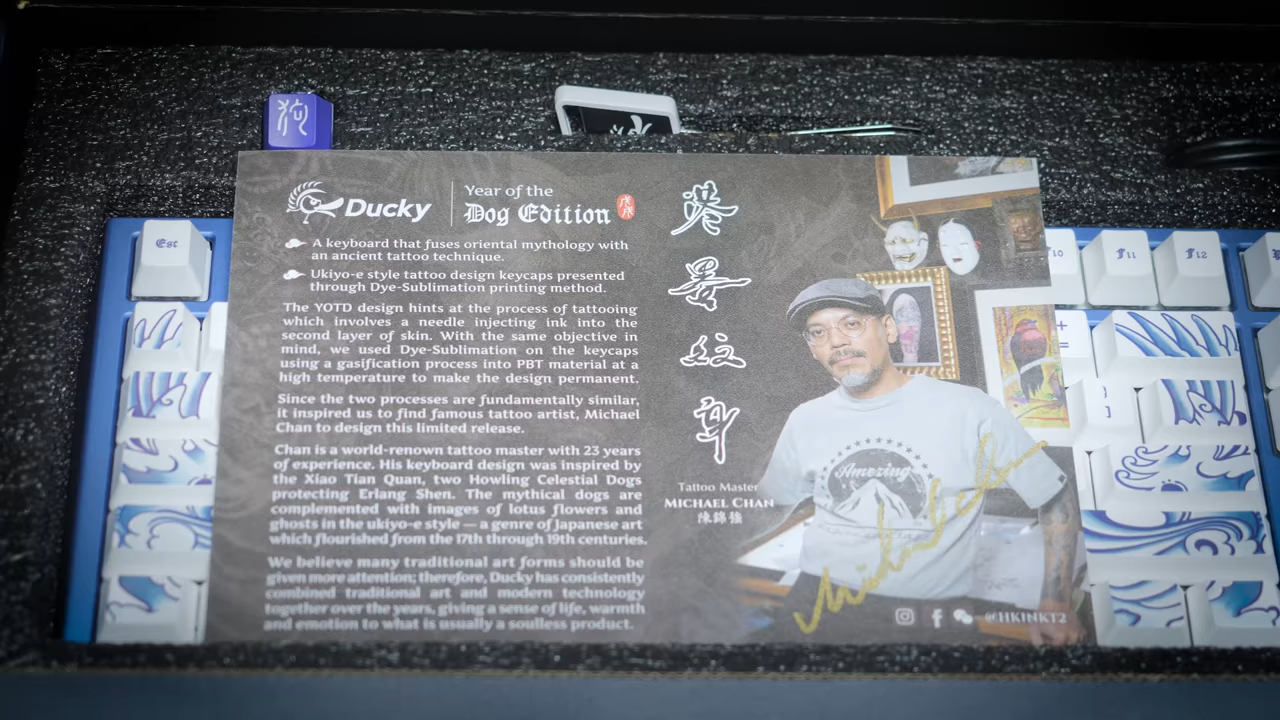 狗
Esc
Ducky
Year of the
Dog Edition
戊戌
A keyboard that fuses oriental mythology with
an ancient tattoo technique.
Ukiyo-e style tattoo design keycaps presented
through Dye-Sublimation printing method.
The YOTD design hints at the process of tattooing
which involves a needle injecting ink into the
second layer of skin. With the same objective in
mind, we used Dye-Sublimation on the keycaps
using a gasification process into PBT material at a
high temperature to make the design permanent.
Since the two processes are fundamentally similar,
it inspired us to find famous tattoo artist, Michael
Chan to design this limited release.
Chan is a world-renown tattoo master with 23 years
of experience. His keyboard design was inspired by
the Xiao Tian Quan, two Howling Celestial Dogs
protecting Erlang Shen. The mythical dogs are
complemented with images of lotus flowers and
ghosts in the ukiyo-e style — a genre of Japanese art
which flourished from the 17th through 19th centuries.
We believe many traditional art forms should be
given more attention; therefore, Ducky has consistently
combined traditional art and modern technology
together over the years, giving a sense of life, warmth
and emotion to what is usually a soulless product.
港
墨
紋
身
Tattoo Master
MICHAEL CHAN
陳錦強
Amazing
Michael Chan
@HKINKT2
F11
F12
+
=
}
]